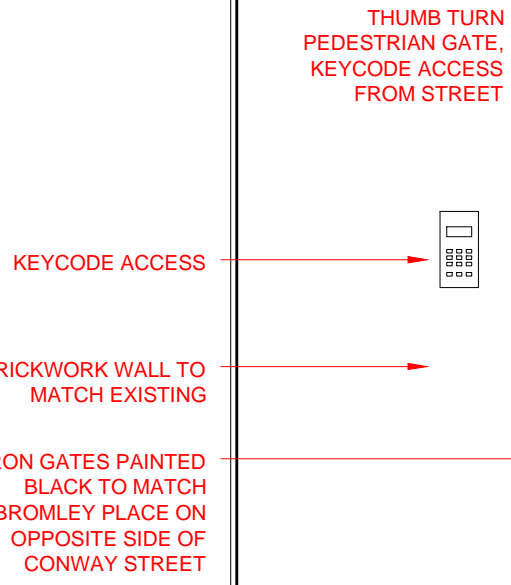 THUMB TURN
PEDESTRIAN GATE,
KEYCODE ACCESS
FROM STREET
KEYCODE ACCESS
RICKWORK WALL TO
MATCH EXISTING
RON GATES PAINTED
BLACK TO MATCH
BROMLEY PLACE ON
OPPOSITE SIDE OF
CONWAY STREET